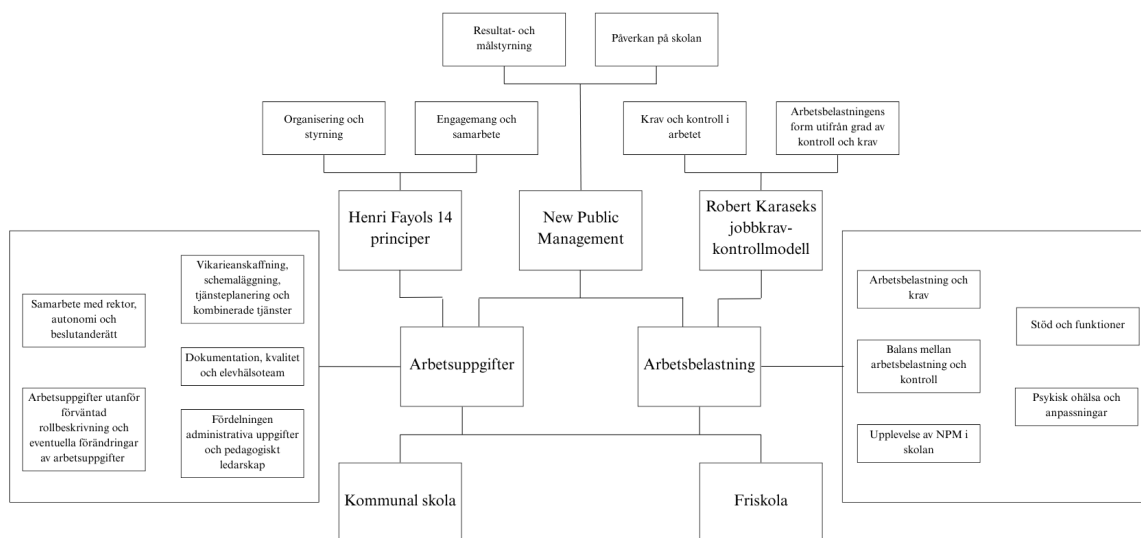 Resultat- och
målstyrning
Påverkan på skolan
Organisering och
styrning
Engagemang och
samarbete
Krav och kontroll i
arbetet
Arbetsbelastningens
form utifrån grad av
kontroll och krav
Henri Fayols 14
principer
New Public
Management
Robert Karaseks
jobbkrav-
kontrollmodell
Samarbete med rektor,
autonomi och
beslutanderätt
Arbetsuppgifter utanför
förväntad
rollbeskrivning och
eventuella förändringar
av arbetsuppgifter
Vikarieanskaffning,
schemaläggning,
tjänsteplanering och
kombinerade tjänster
Dokumentation, kvalitet
och elevhälsoteam
Fördelningen
administrativa uppgifter
och pedagogiskt
ledarskap
Arbetsuppgifter
Arbetsbelastning
Arbetsbelastning och
krav
Balans mellan
arbetsbelastning och
kontroll
Upplevelse av NPM i
skolan
Stöd och funktioner
Psykisk ohälsa och
anpassningar
Kommunal skola
Friskola